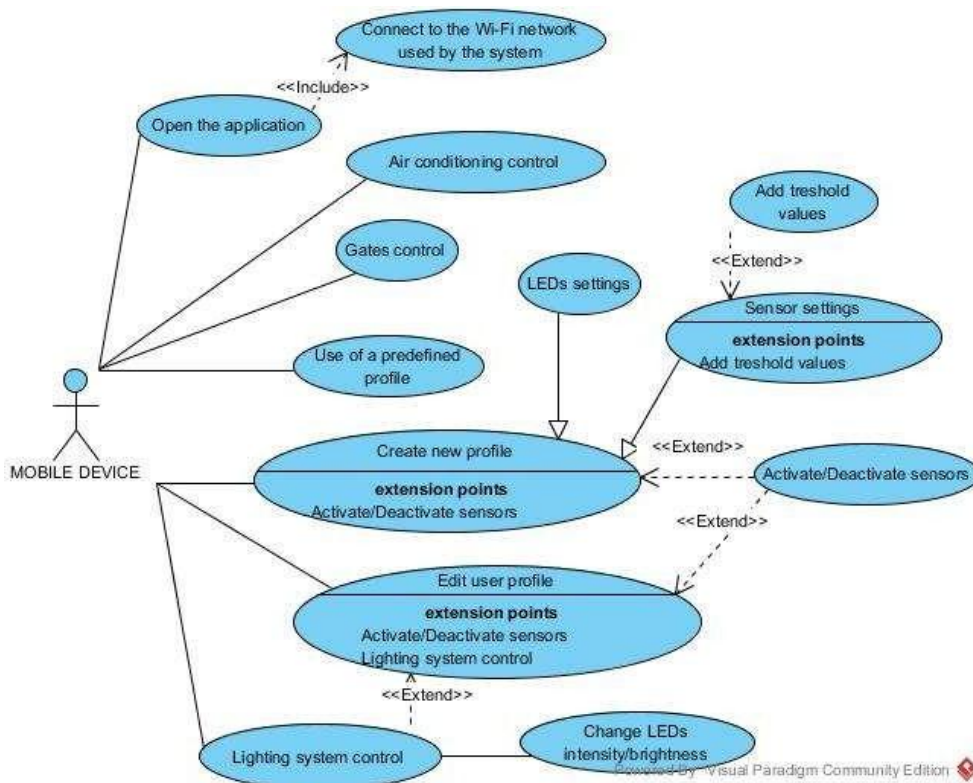 Connect to the Wi-Fi network
used by the system
<<Include>>
Open the application
Air conditioning control
Add treshold
values
Gates control
<<Extend>>
LEDs settings
Sensor settings
extension points
Add treshold values
Use of a predefined
profile
MOBILE DEVICE
Create new profile
<<Extend>>
extension points
Activate/Deactivate sensors
Activate/Deactivate sensors
<<Extend>>
Edit user profile
extension points
Activate/Deactivate sensors
Lighting system control
<<Extend>>
Lighting system control
Change LEDs
intensity/brightness
Powered By Visual Paradigm Community Edition